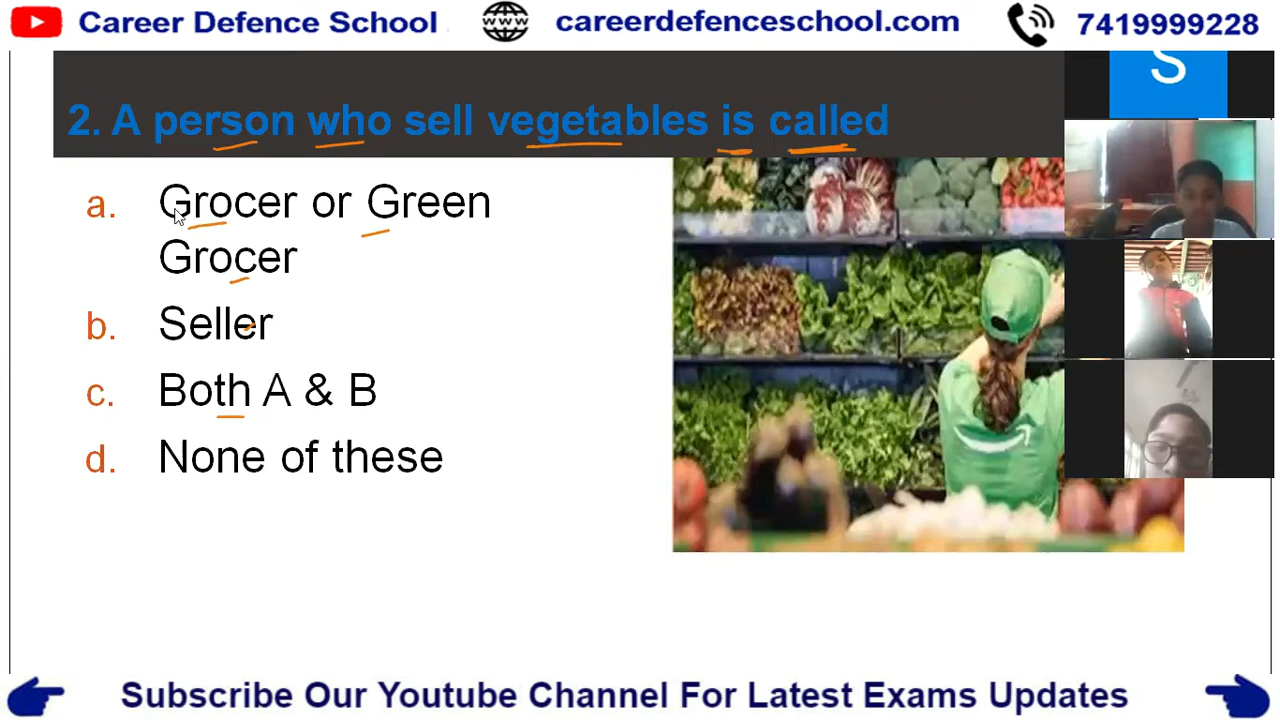 Career Defence School
WWW
careerdefenceschool.com
7419999228
2. A person who sell vegetables is called
S
a. Grocer or Green
Grocer
b. Seller
c. Both A & B
d. None of these
Subscribe Our Youtube Channel For Latest Exams Updates